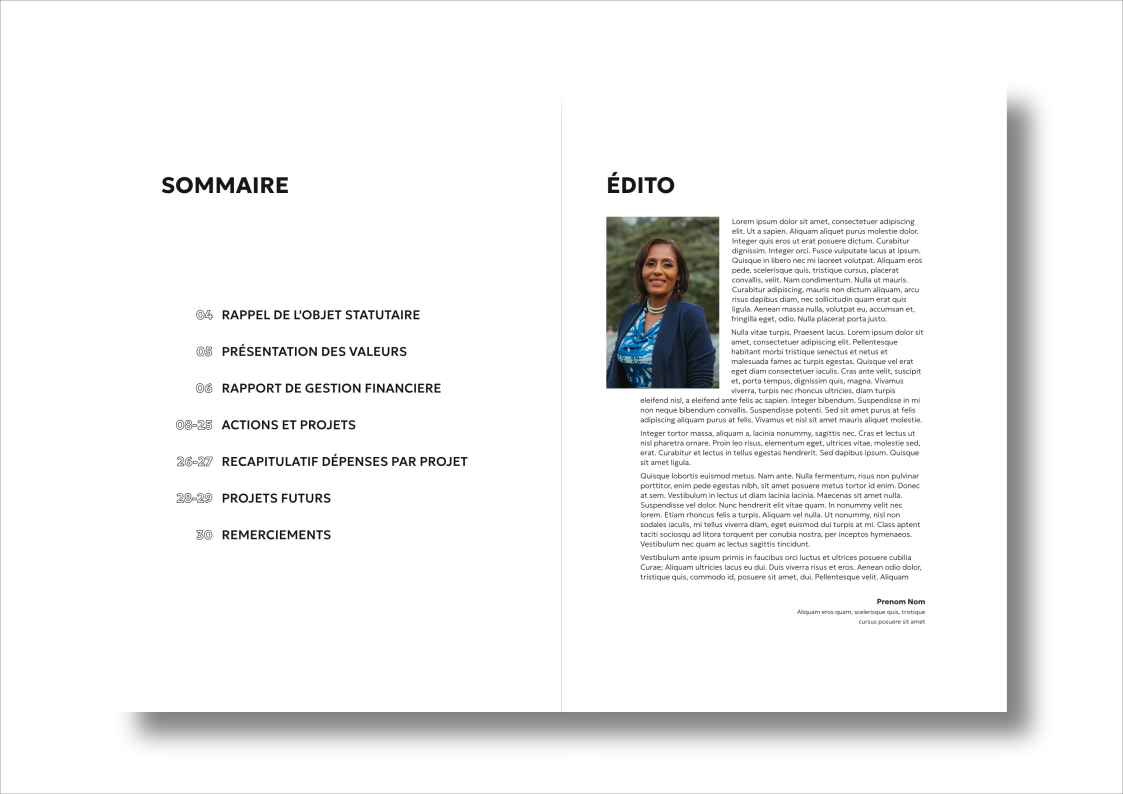 SOMMAIRE
04 RAPPEL DE L'OBJET STATUTAIRE
05 PRÉSENTATION DES VALEURS
06 RAPPORT DE GESTION FINANCIERE
08-25 ACTIONS ET PROJETS
26-27 RECAPITULATIF DÉPENSES PAR PROJET
28-29 PROJETS FUTURS
30 REMERCIEMENTS
ÉDITO
Lorem ipsum dolor sit amet, consectetuer adipiscing
elit. Ut a sapien. Aliquam aliquet purus molestie dolor.
Integer quis eros ut erat posuere dictum. Curabitur
dignissim. Integer orci. Fusce vulputate lacus at ipsum.
Quisque in libero nec mi laoreet volutpat. Aliquam eros
pede, scelerisque quis, tristique cursus, placerat
convallis, velit. Nam condimentum. Nulla ut mauris.
Curabitur adipiscing, mauris non dictum aliquam, arcu
risus dapibus diam, nec sollicitudin quam erat quis
ligula. Aenean massa nulla, volutpat eu, accumsan et,
fringilla eget, odio. Nulla placerat porta justo.
Nulla vitae turpis. Praesent lacus. Lorem ipsum dolor sit
amet, consectetuer adipiscing elit. Pellentesque
habitant morbi tristique senectus et netus et
malesuada fames ac turpis egestas. Quisque vel erat
eget diam consectetuer iaculis. Cras ante velit, suscipit
et, porta tempus, dignissim quis, magna. Vivamus
viverra, turpis nec rhoncus ultricies, diam turpis
eleifend nisl, a eleifend ante felis ac sapien. Integer bibendum. Suspendisse in mi
non neque bibendum convallis. Suspendisse potenti. Sed sit amet purus at felis
adipiscing aliquam purus at felis. Vivamus et nisl sit amet mauris aliquet molestie.
Integer tortor massa, aliquam a, lacinia nonummy, sagittis nec. Cras et lectus ut
nisl pharetra ornare. Proin leo risus, elementum eget, ultrices vitae, molestie sed,
erat. Curabitur et lectus in tellus egestas hendrerit. Sed dapibus ipsum. Quisque
sit amet ligula.
Quisque lobortis euismod metus. Nam ante. Nulla fermentum, risus non pulvinar
porttitor, enim pede egestas nibh, sit amet posuere metus tortor id enim. Donec
at sem. Vestibulum in lectus ut diam lacinia lacinia. Maecenas sit amet nulla.
Suspendisse vel dolor. Nunc hendrerit elit vitae quam. In nonummy velit nec
lorem. Etiam rhoncus felis a turpis. Aliquam vel nulla. Ut nonummy, nisl non
sodales iaculis, mi tellus viverra diam, eget euismod dui turpis at mi. Class aptent
taciti sociosqu ad litora torquent per conubia nostra, per inceptos hymenaeos.
Vestibulum nec quam ac lectus sagittis tincidunt.
Vestibulum ante ipsum primis in faucibus orci luctus et ultrices posuere cubilia
Curae; Aliquam ultricies lacus eu dui. Duis viverra risus et eros. Aenean odio dolor,
tristique quis, commodo id, posuere sit amet, dui. Pellentesque velit. Aliquam
Prenom Nom
Aliquam eros quam, scelerisque quis, tristique
cursus posuere sit amet